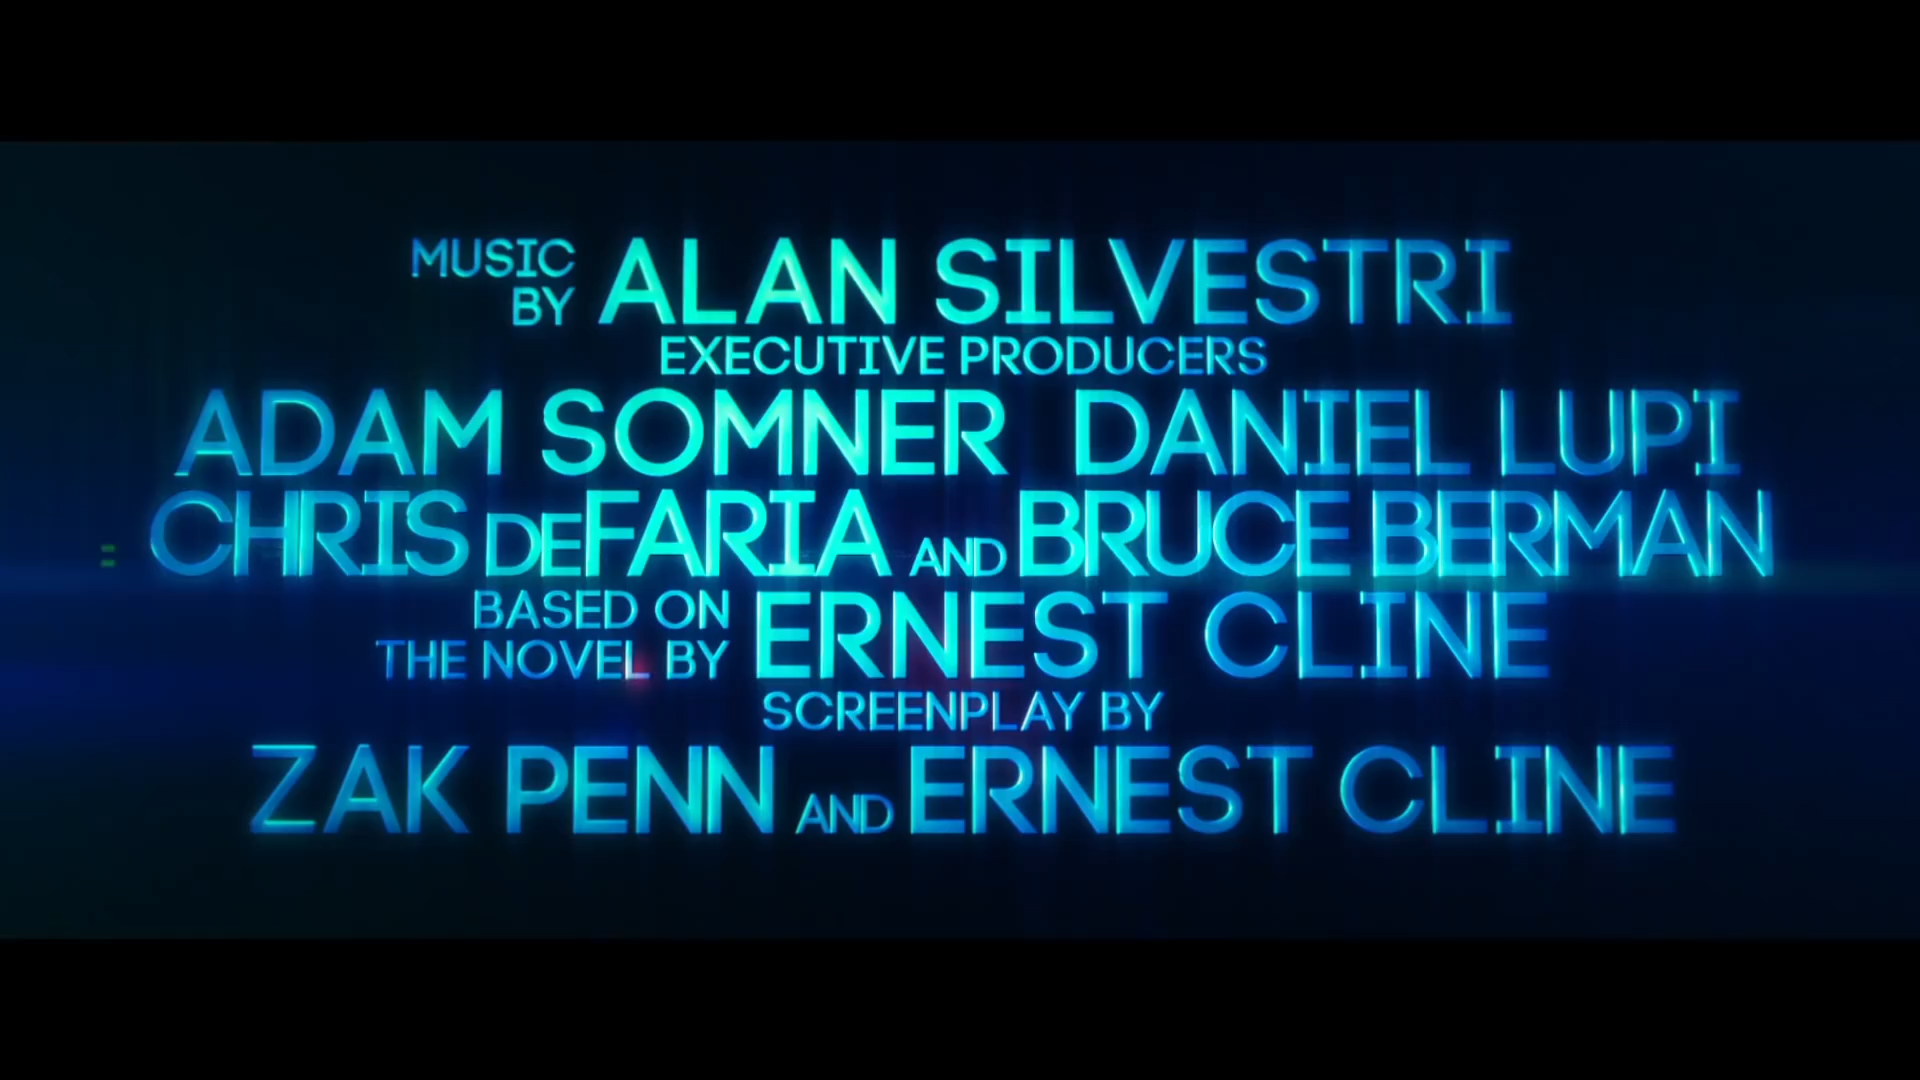 MUSIC BY ALAN SILVESTRI
EXECUTIVE PRODUCERS
ADAM SOMNER DANIEL LUPI
CHRIS DEFARIA AND BRUCE BERMAN
BASED ON THE NOVEL BY ERNEST CLINE
SCREENPLAY BY
ZAK PENN AND ERNEST CLINE